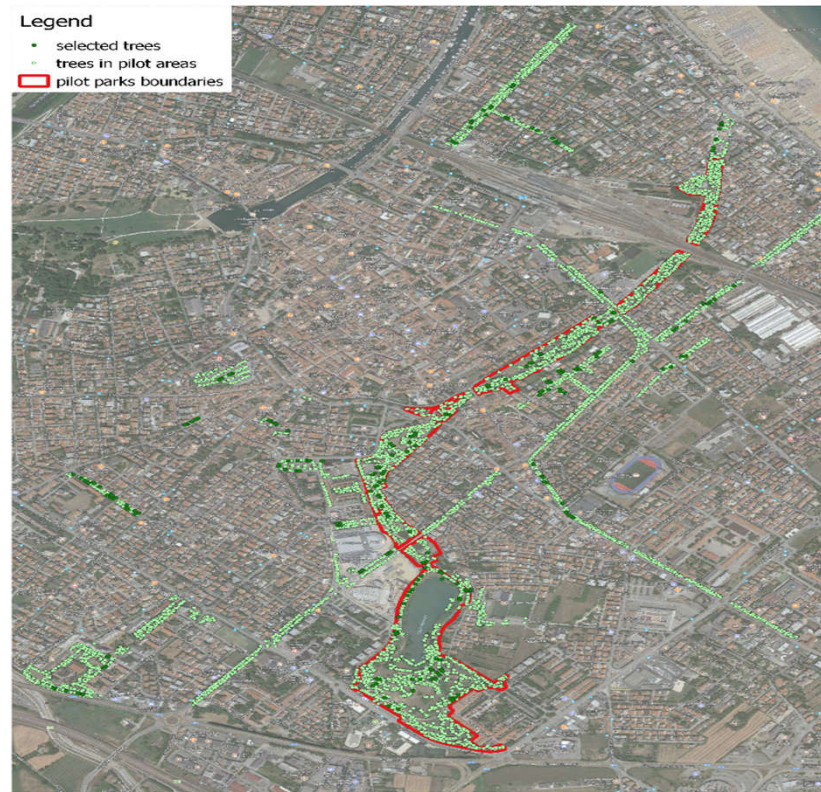 Legend
selected trees
trees in pilot areas
pilot parks boundaries